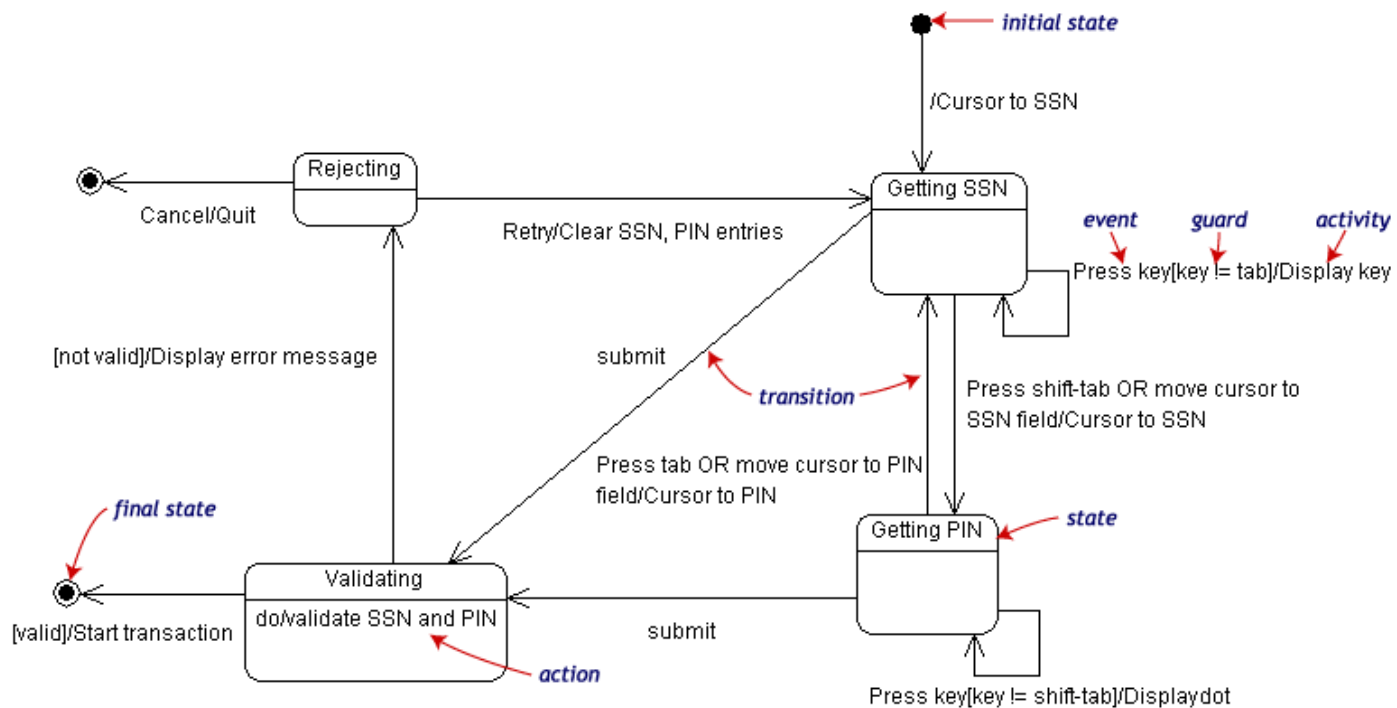 initial state
/Cursor to SSN
Rejecting
Getting SSN
Cancel/Quit
Retry/Clear SSN, PIN entries
event
guard
activity
Press key[key != tab]/Display key
[not valid]/Display error message
submit
transition
Press shift-tab OR move cursor to
SSN field/Cursor to SSN
Press tab OR move cursor to PIN
field/Cursor to PIN
final state
Getting PIN
state
Validating
do/validate SSN and PIN
[valid]/Start transaction
submit
action
Press key[key != shift-tab]/Displaydot